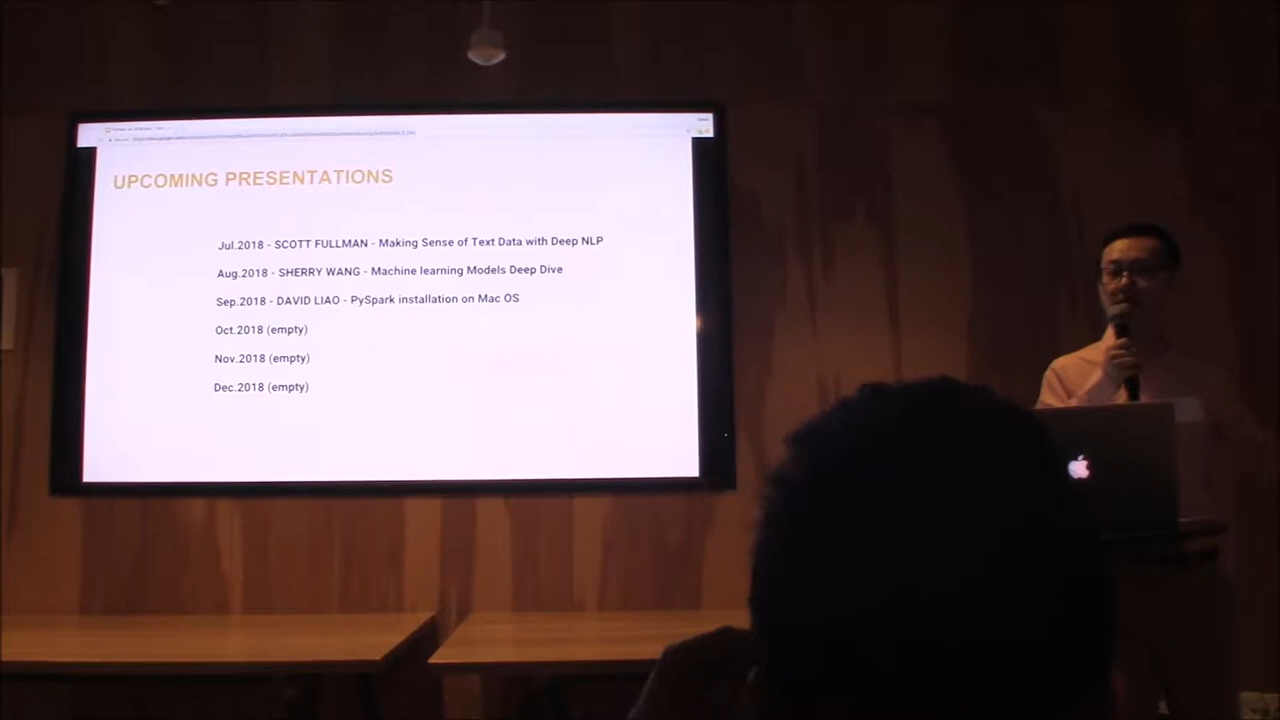 UPCOMING PRESENTATIONS
Jul.2018 - SCOTT FULLMAN - Making Sense of Text Data with Deep NLP
Aug.2018 - SHERRY WANG - Machine learning Models Deep Dive
Sep.2018 - DAVID LIAO - PySpark installation on Mac OS
Oct.2018 (empty)
Nov.2018 (empty)
Dec.2018 (empty)